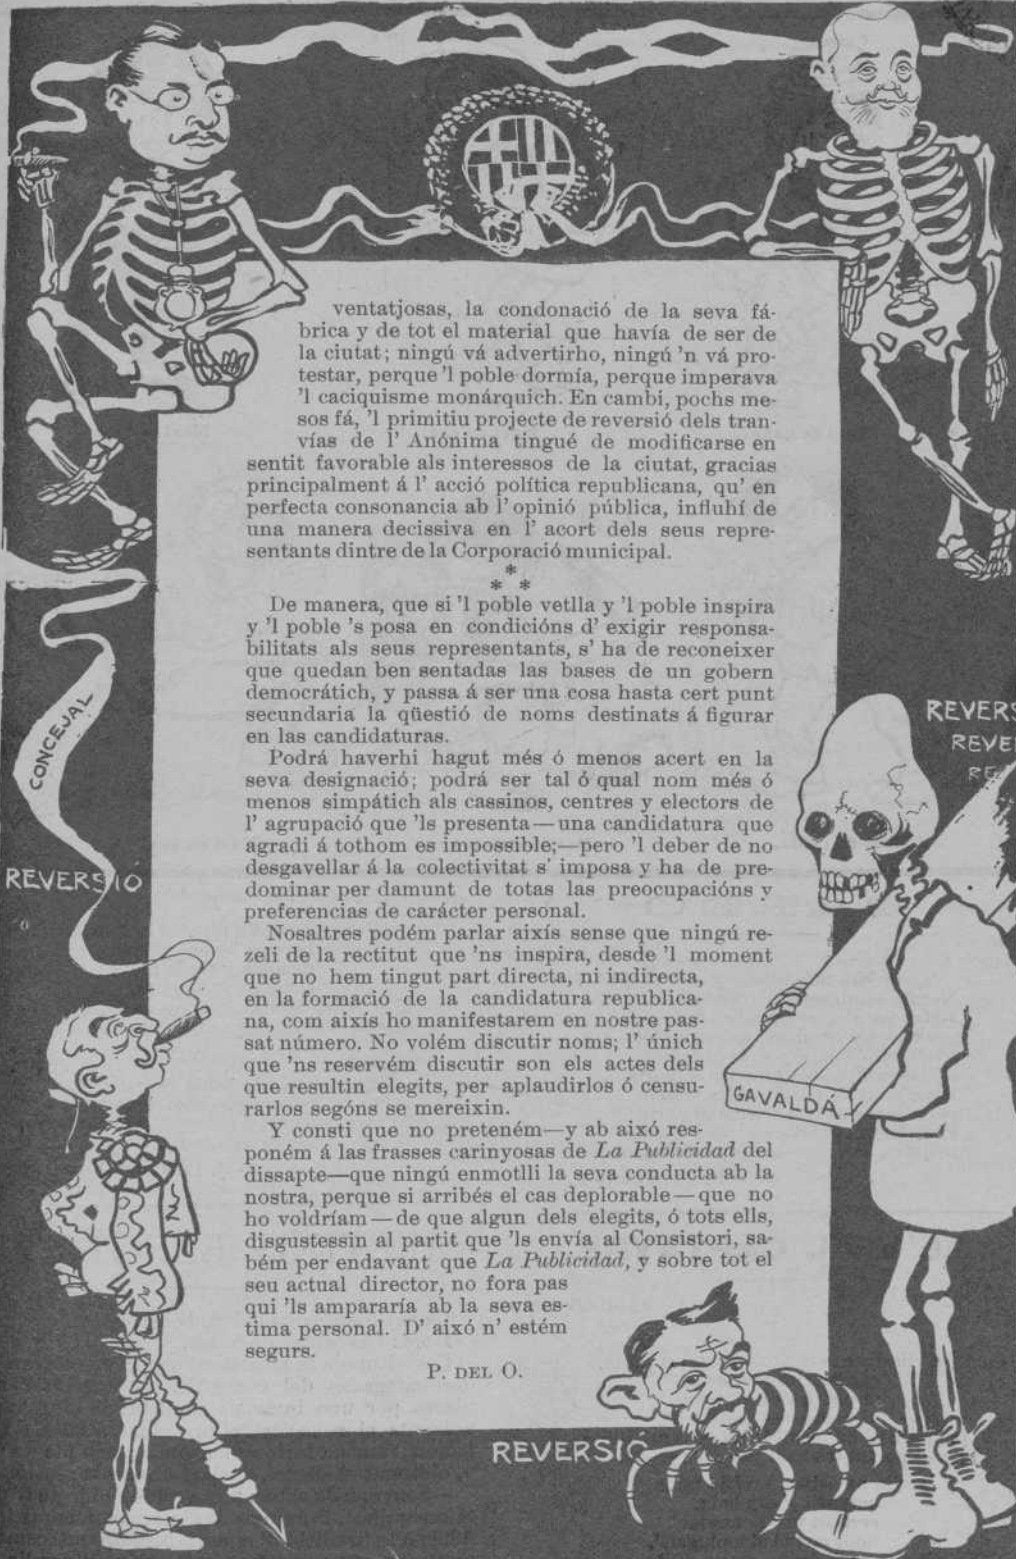 ventatjosas, la condonació de la seva fá-
brica y de tot el material que havía de ser de
la ciutat; ningú vá advertirho, ningú 'n vá pro-
testar, perque 'l poble dormía, perque imperava
'l caciquisme monárquich. En cambi, pochs me-
sos fá, 'l primitiu projecte de reversió dels tran-
vías de l' Anónima tingué de modificarse en
sentit favorable als interessos de la ciutat, gracias
principalment á l' acció política republicana, qu' en
perfecta consonancia ab l' opinió pública, influhí de
una manera decissiva en l' acort dels seus repre-
sentants dintre de la Corporació municipal.
*
* *
De manera, que si 'l poble vetlla y 'l poble inspira
y 'l poble 's posa en condicións d' exigir responsa-
bilitats als seus representants, s' ha de reconeixer
que quedan ben sentadas las bases de un gobern
democrátich, y passa á ser una cosa hasta cert punt
secundaria la qüestió de noms destinats á figurar
en las candidaturas.
Podrá haverhi hagut més ó menos acert en la
seva designació; podrá ser tal ó qual nom més ó
menos simpátich als cassinos, centres y electors de
l' agrupació que 'ls presenta—una candidatura que
agradi á tothom es impossible;—pero 'l deber de no
desgavellar á la colectivitat s' imposa y ha de pre-
dominar per damunt de totas las preocupacións y
preferencias de carácter personal.
Nosaltres podém parlar aixís sense que ningú re-
zeli de la rectitut que 'ns inspira, desde 'l moment
que no hem tingut part directa, ni indirecta,
en la formació de la candidatura republica-
na, com aixís ho manifestarem en nostre pas-
sat número. No volém discutir noms; l' únich
que 'ns reservém discutir son els actes dels
que resultin elegits, per aplaudirlos ó censu-
rarlos segóns se mereixin.
Y consti que no preteném—y ab aixó res-
poném á las frasses carinyosas de La Publicidad del
dissapte—que ningú enmotlli la seva conducta ab la
nostra, perque si arribés el cas deplorable—que no
ho voldríam—de que algun dels elegits, ó tots ells,
disgustessin al partit que 'ls envía al Consistori, sa-
bém per endavant que La Publicidad, y sobre tot el
seu actual director, no fora pas
qui 'ls ampararía ab la seva es-
tima personal. D' aixó n' estém
segurs.
P. DEL O.
CONCEJAL
REVERSIÓ
REVERS
REVE
RE
GAVALDÁ
REVERSIÓ